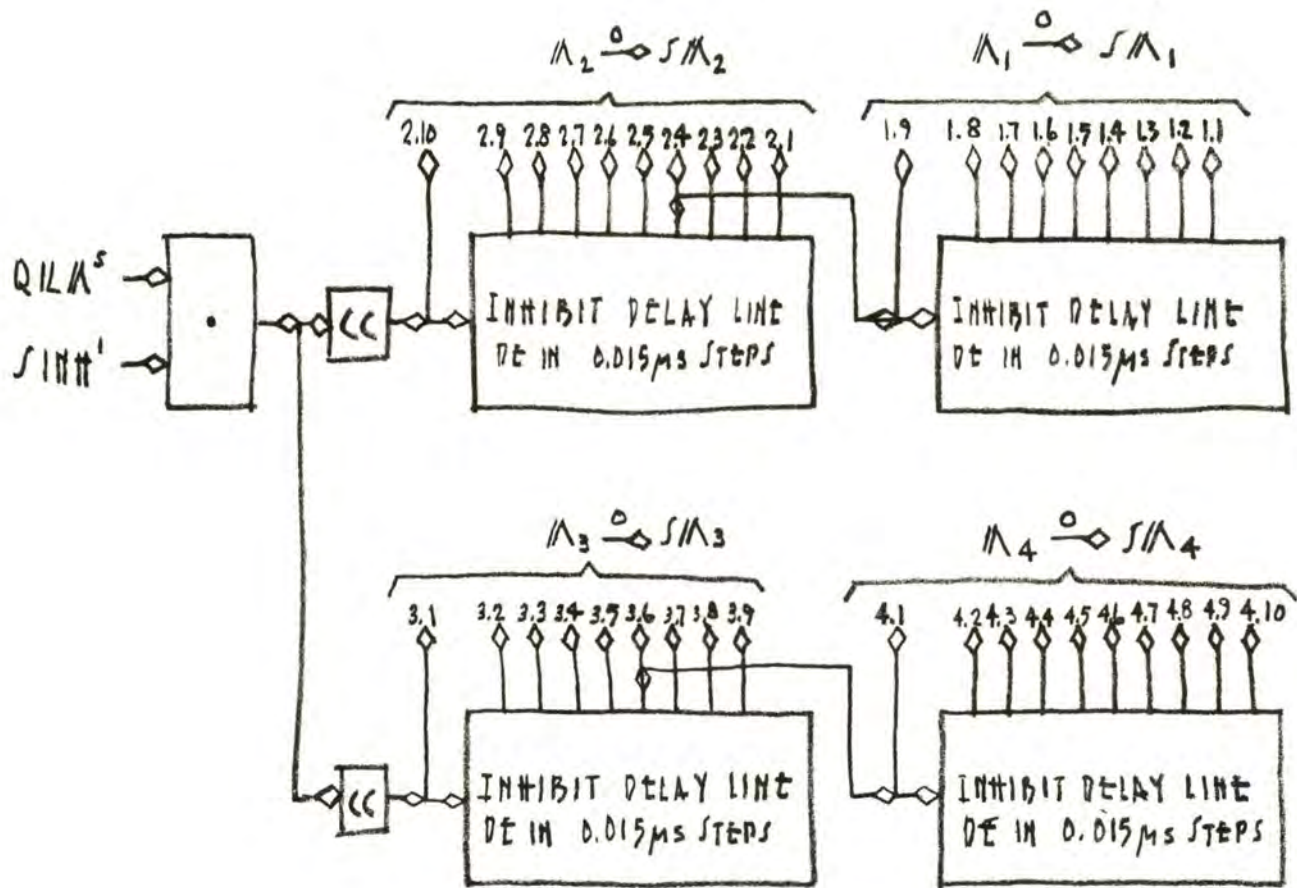 M₂ —0→ SM₂
M₁ —0→ SM₁
2.10 2.9 2.8 2.7 2.6 2.5 2.4 2.3 2.2 2.1
1.9 1.8 1.7 1.6 1.5 1.4 1.3 1.2 1.1
QILMˢ
SINH¹
·
CC
INHIBIT DELAY LINE
DE IN 0.015μs STEPS
INHIBIT DELAY LINE
DE IN 0.015μs STEPS
M₃ —0→ SM₃
M₄ —0→ SM₄
3.1 3.2 3.3 3.4 3.5 3.6 3.7 3.8 3.9
4.1 4.2 4.3 4.4 4.5 4.6 4.7 4.8 4.9 4.10
CC
INHIBIT DELAY LINE
DE IN 0.015μs STEPS
INHIBIT DELAY LINE
DE IN 0.015μs STEPS